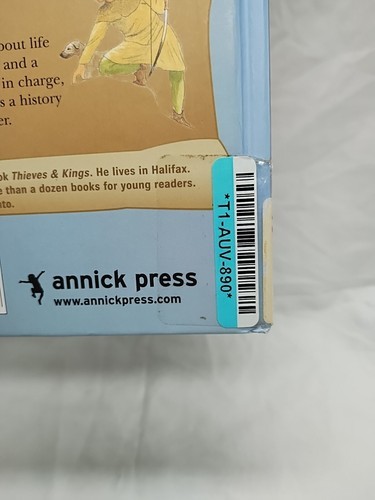 bout life
and a
in charge,
s a history
er.
ok Thieves & Kings. He lives in Halifax.
e than a dozen books for young readers.
nto.
annick press
www.annickpress.com
*T1-AUV-890*